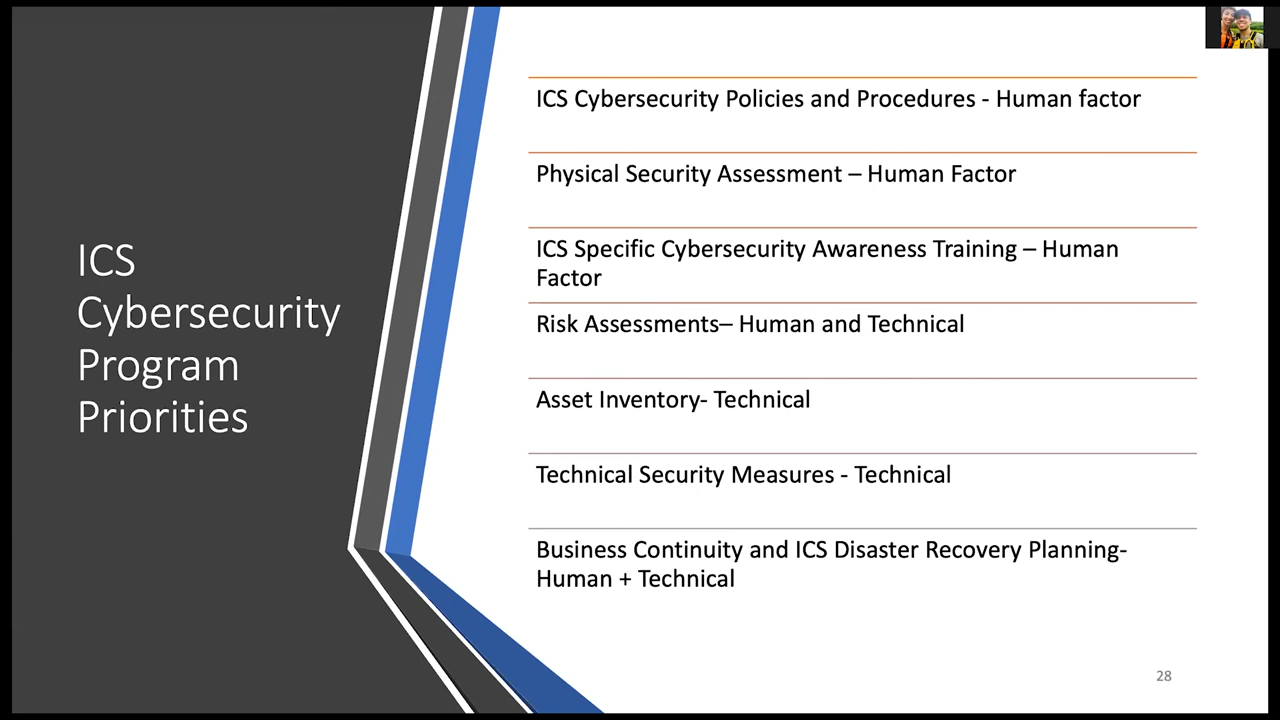 ICS
Cybersecurity
Program
Priorities
ICS Cybersecurity Policies and Procedures - Human factor
Physical Security Assessment – Human Factor
ICS Specific Cybersecurity Awareness Training – Human
Factor
Risk Assessments– Human and Technical
Asset Inventory- Technical
Technical Security Measures - Technical
Business Continuity and ICS Disaster Recovery Planning-
Human + Technical
28